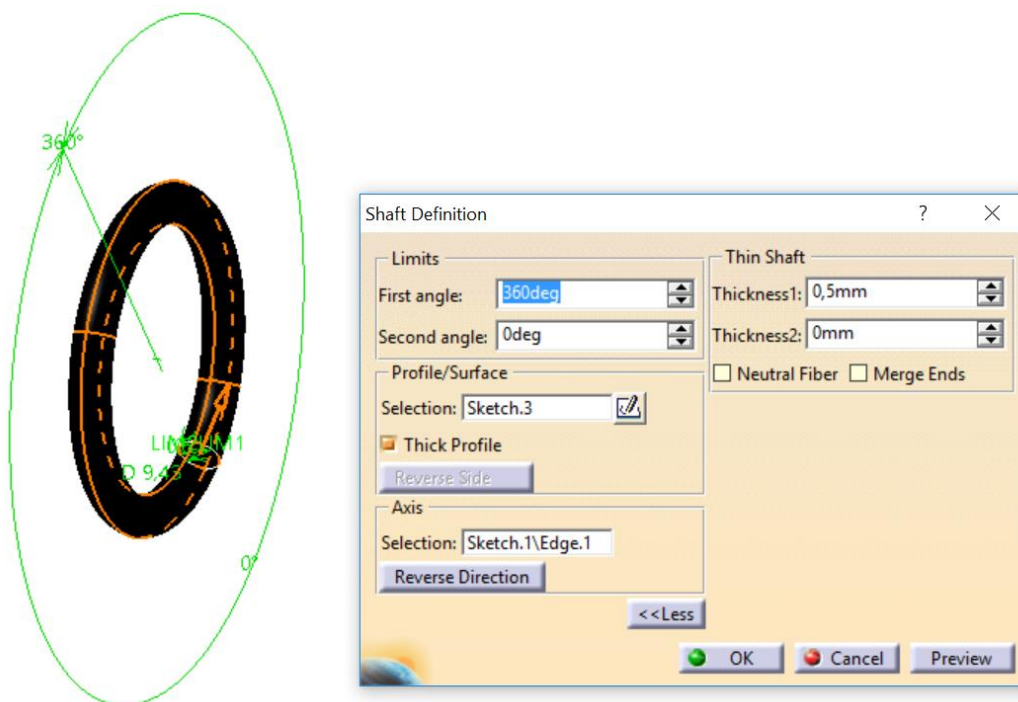 360°
LIM1
D 9,43
0°
Shaft Definition
?
Limits
First angle: 360deg
Second angle: 0deg
Profile/Surface
Selection: Sketch.3
Thick Profile
Reverse Side
Axis
Selection: Sketch.1\Edge.1
Reverse Direction
<<Less
Thin Shaft
Thickness1: 0,5mm
Thickness2: 0mm
Neutral Fiber Merge Ends
OK Cancel Preview